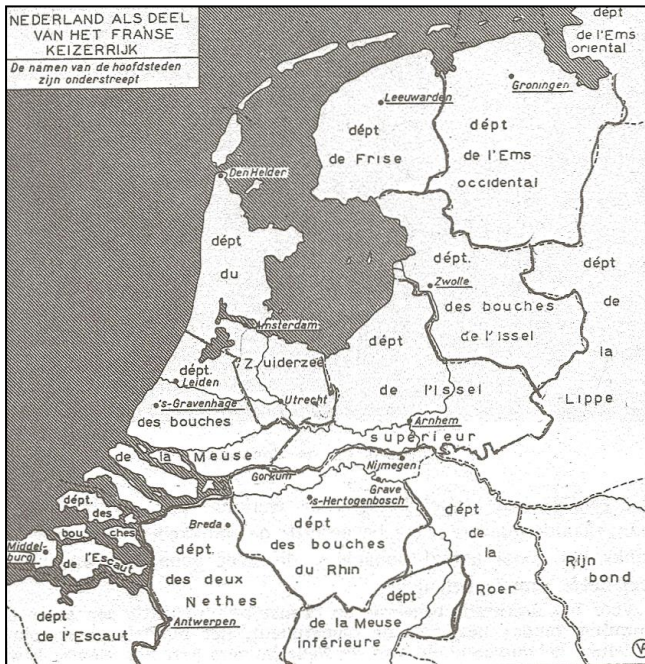 NEDERLAND ALS DEEL
VAN HET FRANSE
KEIZERRIJK
De namen van de hoofdsteden
zijn onderstreept
dépt
de l'Ems
oriental
Leeuwarden
Groningen
dépt
de Frise
dépt
de l'Ems
occidental
Den Helder
dépt
du
Zuiderzee
Amsterdam
Utrecht
dépt.
Zwolle
des bouches
de l'Issel
dépt
de
la
Lippe
dépt
de l'Issel
supérieur
Arnhem
dépt.
Leiden
's-Gravenhage
des bouches
de la Meuse
Gorkum
Nijmegen
Grave
's-Hertogenbosch
dépt
des bouches
du Rhin
dépt.
des
bouches
de l'Escaut
Middelburg
Breda
dépt.
des deux
Nethes
Antwerpen
dépt
de la
Roer
Rijn
bond
dépt
de la Meuse
inférieure
dépt
de l'Escaut